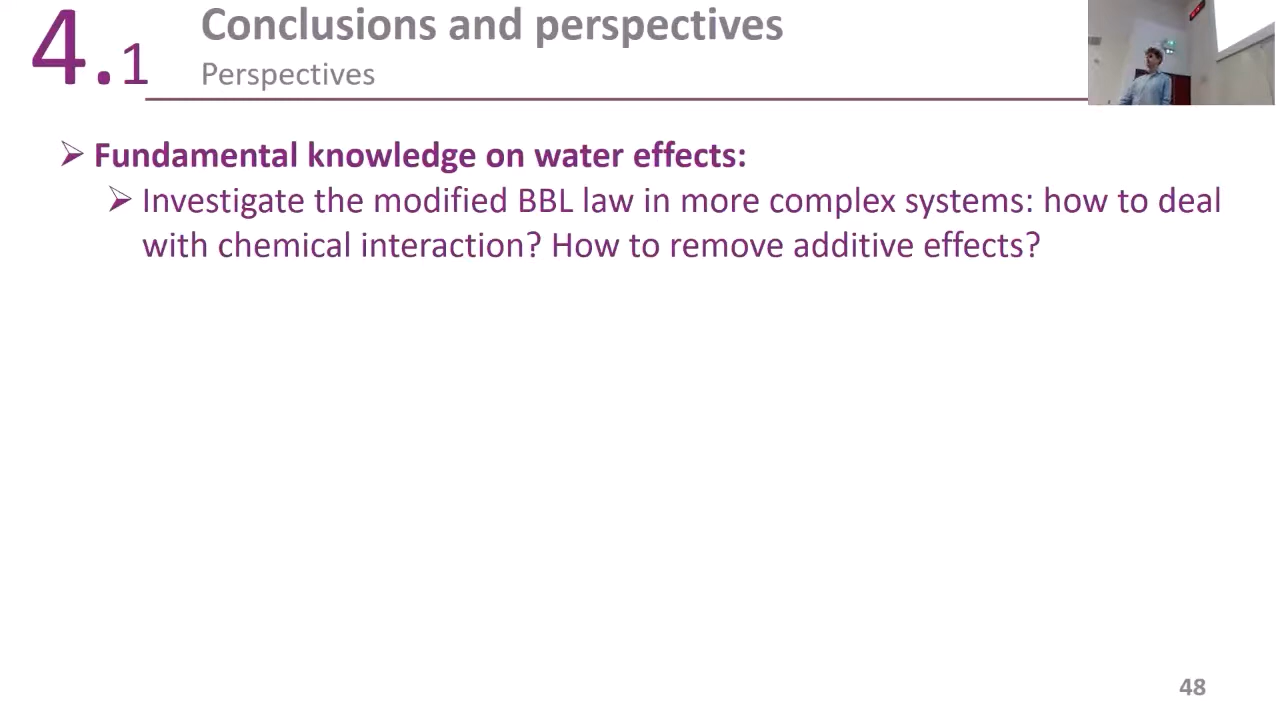 4.1
Conclusions and perspectives
Perspectives
Fundamental knowledge on water effects:
Investigate the modified BBL law in more complex systems: how to deal
with chemical interaction? How to remove additive effects?
48